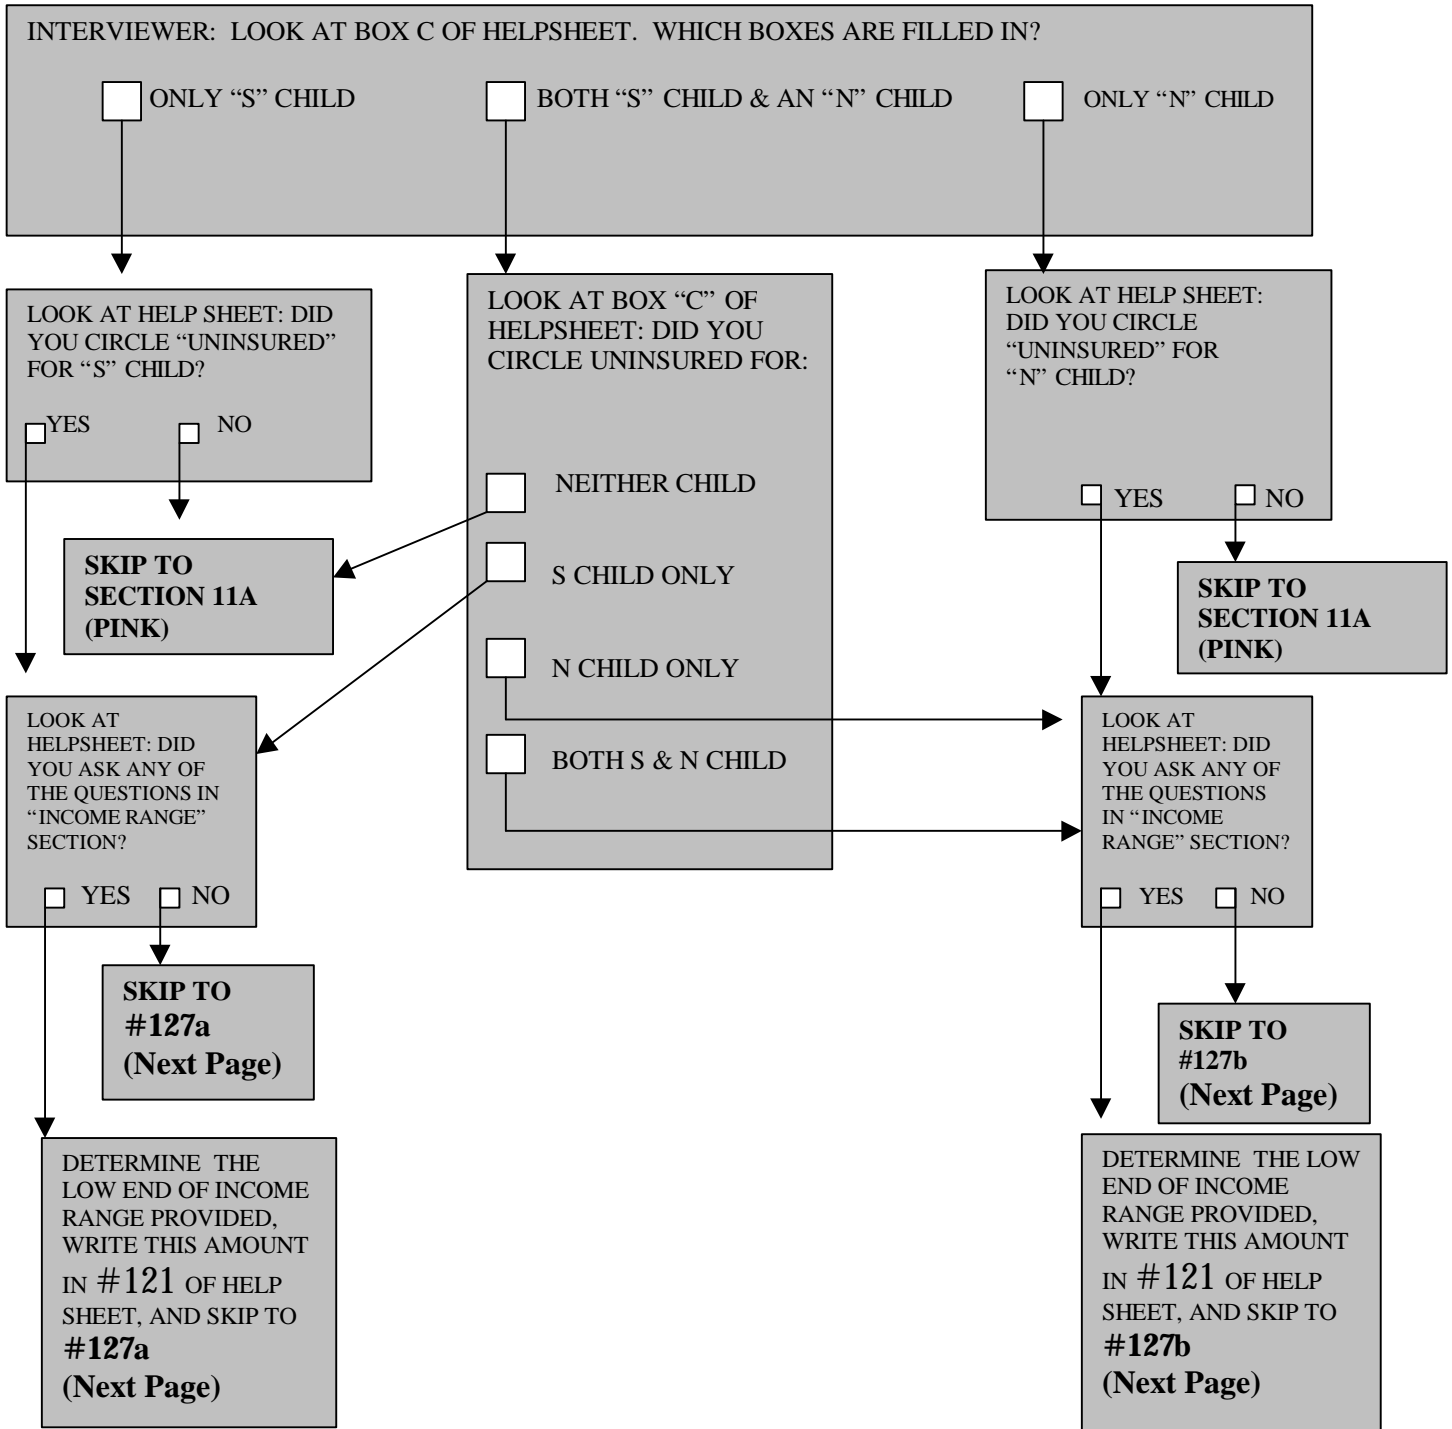 INTERVIEWER: LOOK AT BOX C OF HELPSHEET. WHICH BOXES ARE FILLED IN?
ONLY “S” CHILD
BOTH “S” CHILD & AN “N” CHILD
ONLY “N” CHILD
LOOK AT HELP SHEET: DID
YOU CIRCLE “UNINSURED”
FOR “S” CHILD?
YES
NO
LOOK AT BOX “C” OF
HELPSHEET: DID YOU
CIRCLE UNINSURED FOR:
NEITHER CHILD
S CHILD ONLY
N CHILD ONLY
BOTH S & N CHILD
LOOK AT HELP SHEET:
DID YOU CIRCLE
“UNINSURED” FOR
“N” CHILD?
YES
NO
SKIP TO
SECTION 11A
(PINK)
SKIP TO
SECTION 11A
(PINK)
LOOK AT
HELPSHEET: DID
YOU ASK ANY OF
THE QUESTIONS IN
“INCOME RANGE”
SECTION?
YES
NO
LOOK AT
HELPSHEET: DID
YOU ASK ANY OF
THE QUESTIONS
IN “INCOME
RANGE” SECTION?
YES
NO
SKIP TO
#127a
(Next Page)
SKIP TO
#127b
(Next Page)
DETERMINE THE
LOW END OF INCOME
RANGE PROVIDED,
WRITE THIS AMOUNT
IN #121 OF HELP
SHEET, AND SKIP TO
#127a
(Next Page)
DETERMINE THE LOW
END OF INCOME
RANGE PROVIDED,
WRITE THIS AMOUNT
IN #121 OF HELP
SHEET, AND SKIP TO
#127b
(Next Page)